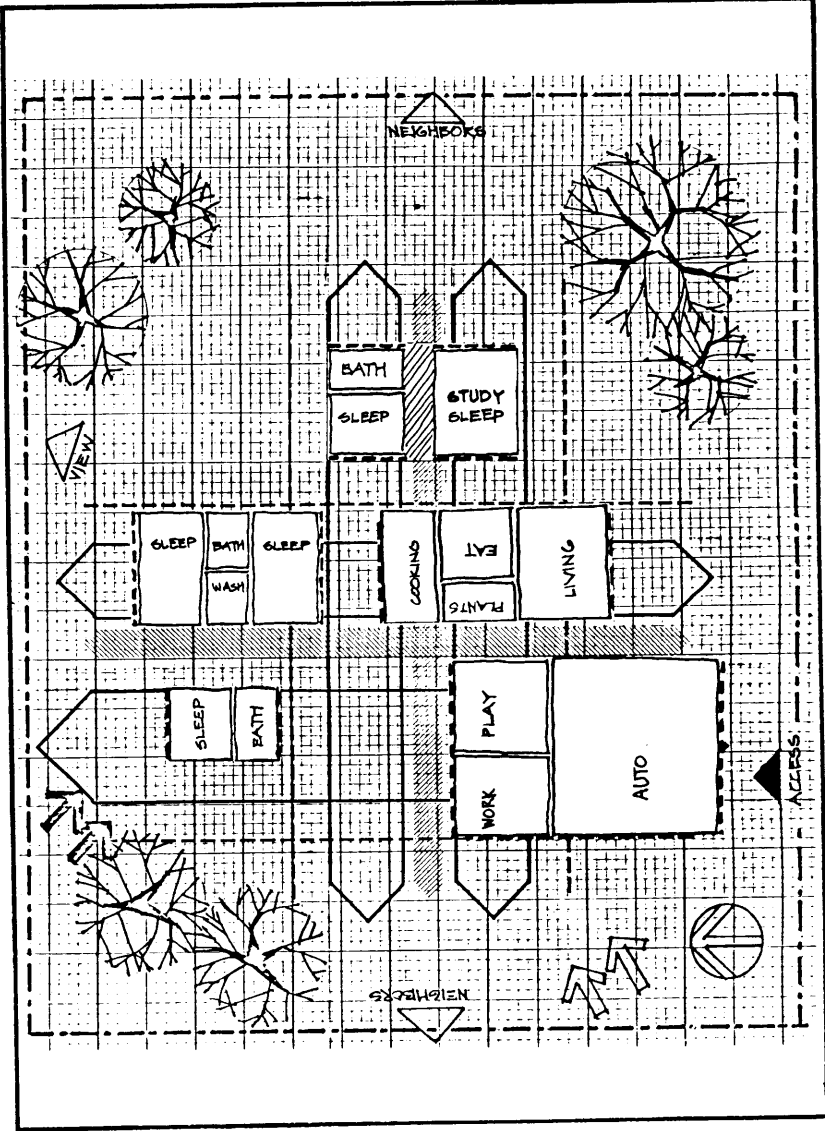 NEIGHBORS
VIEW
BATH
SLEEP
STUDY
SLEEP
SLEEP
BATH
WASH
SLEEP
COOKING
EAT
PLANTS
LIVING
SLEEP
BATH
PLAY
WORK
AUTO
ACCESS
NEIGHBORS